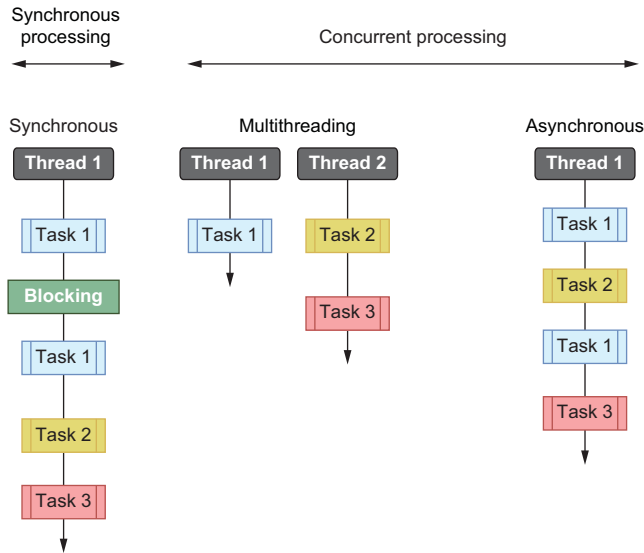 Synchronous
processing
Concurrent processing
Synchronous
Multithreading
Asynchronous
Thread 1
Thread 1
Thread 2
Thread 1
Task 1
Task 1
Task 2
Task 1
Blocking
Task 2
Task 3
Task 1
Task 1
Task 3
Task 2
Task 3